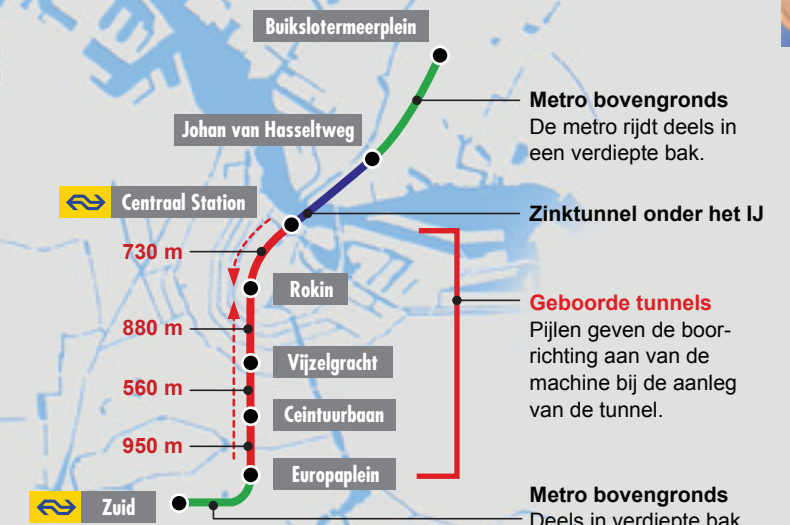 Buikslotermeerplein
Metro bovengronds
De metro rijdt deels in
een verdiepte bak.
Johan van Hasseltweg
Centraal Station
Zinktunnel onder het IJ
730 m
Rokin
Geboorde tunnels
Pijlen geven de boor-
richting aan van de
machine bij de aanleg
van de tunnel.
880 m
Vijzelgracht
560 m
Ceintuurbaan
950 m
Europaplein
Zuid
Metro bovengronds
Deels in verdiepte bak